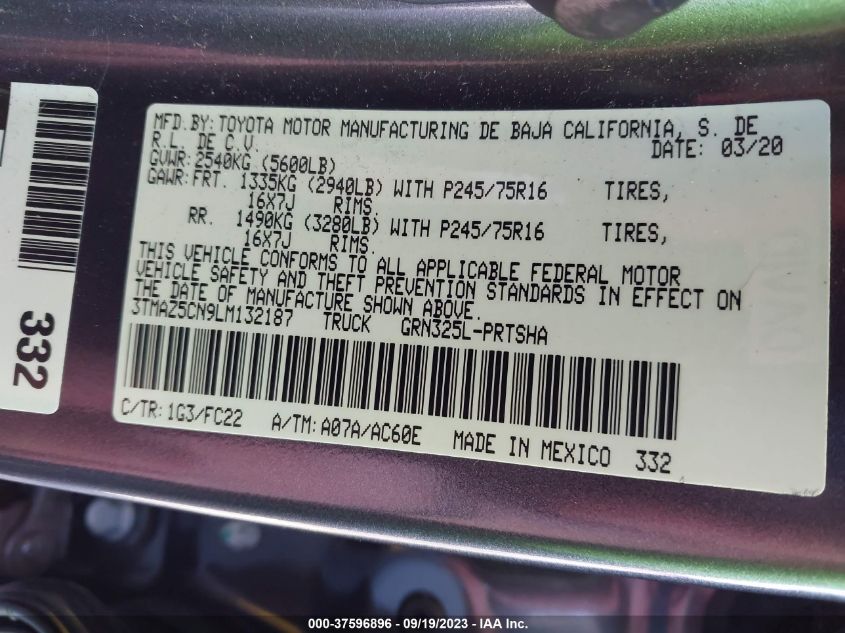 MFD.BY:TOYOTA MOTOR MANUFACTURING DE BAJA CALIFORNIA, S. DE
R.L. DE C.V.
DATE: 03/20
GVWR:2540KG (5600LB)
GAWR:FRT. 1335KG (2940LB) WITH P245/75R16 TIRES,
16X7J RIMS.
RR. 1490KG (3280LB) WITH P245/75R16 TIRES,
16X7J RIMS.
THIS VEHICLE CONFORMS TO ALL APPLICABLE FEDERAL MOTOR
VEHICLE SAFETY AND THEFT PREVENTION STANDARDS IN EFFECT ON
THE DATE OF MANUFACTURE SHOWN ABOVE.
3TMAZ5CN9LM132187 TRUCK GRN325L-PRTSHA
C/TR:1G3/FC22 A/TM:A07A/AC60E MADE IN MEXICO 332
332
000-37596896 - 09/19/2023 - IAA Inc.